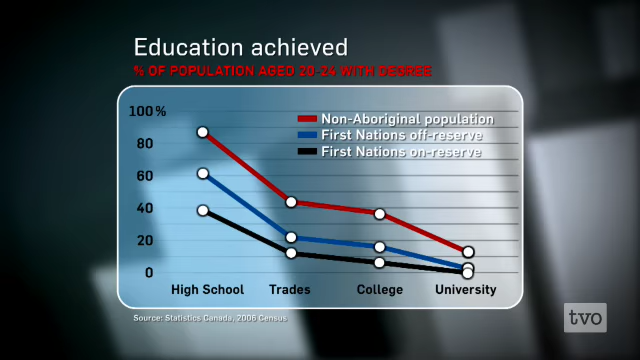 Education achieved
% OF POPULATION AGED 20-24 WITH DEGREE
100%
80
60
40
20
0
Non-Aboriginal population
First Nations off-reserve
First Nations on-reserve
High School Trades College University
Source: Statistics Canada, 2006 Census
tvo